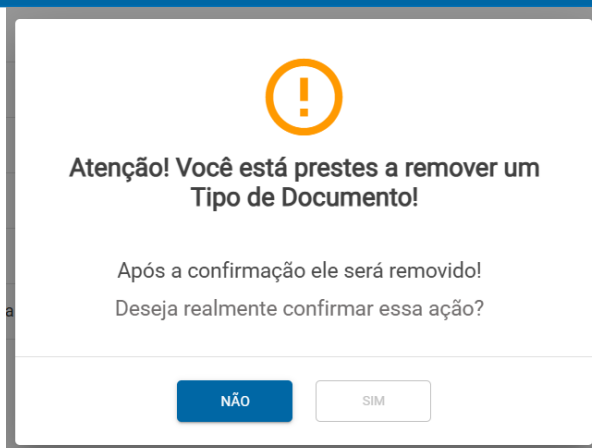 Atenção! Você está prestes a remover um
Tipo de Documento!
Após a confirmação ele será removido!
Deseja realmente confirmar essa ação?
a
NÃO
SIM